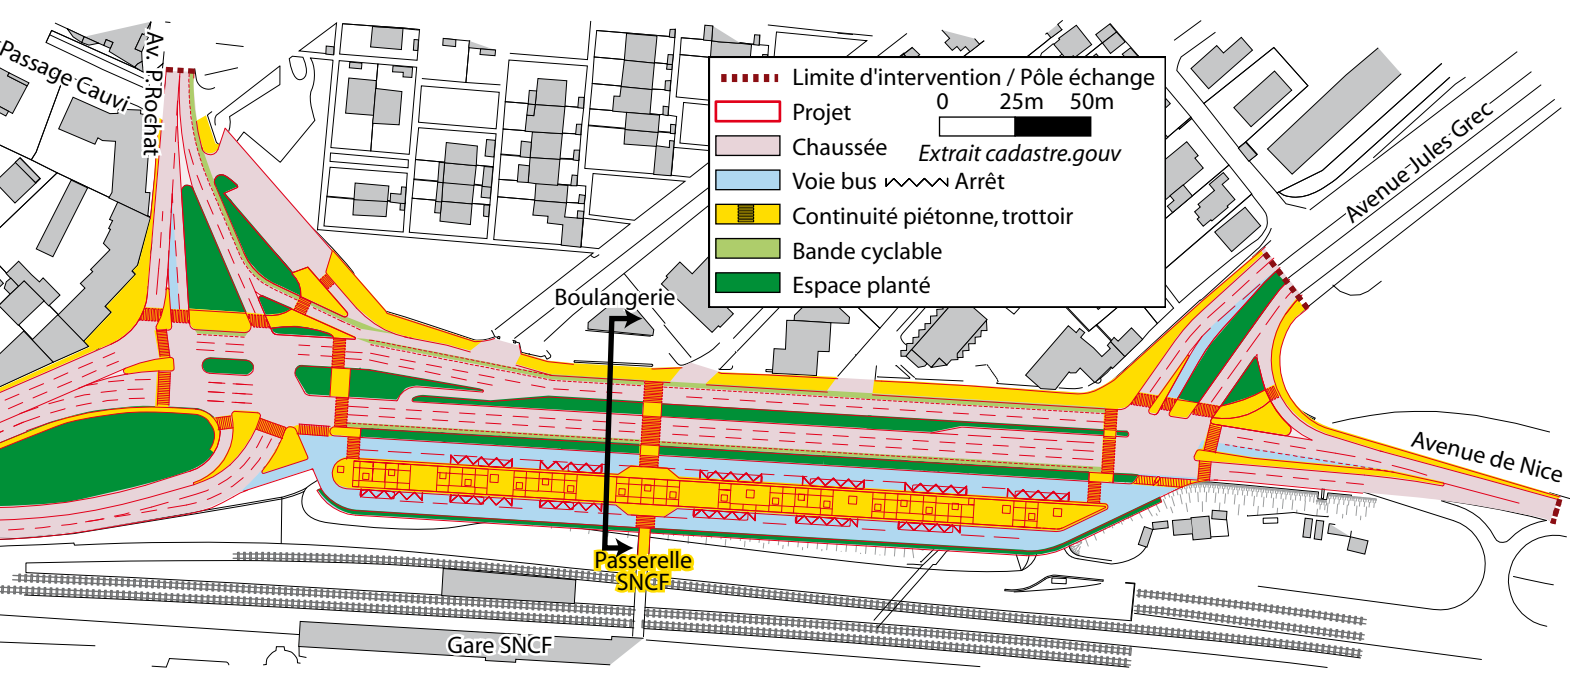 Passage Cauvi
Av. P.Rochat
Limite d'intervention / Pôle échange
Projet
0 25m 50m
Chaussée
Extrait cadastre.gouv
Voie bus Arrêt
Continuité piétonne, trottoir
Bande cyclable
Espace planté
Avenue Jules Grec
Boulangerie
Avenue de Nice
Passerelle
SNCF
Gare SNCF